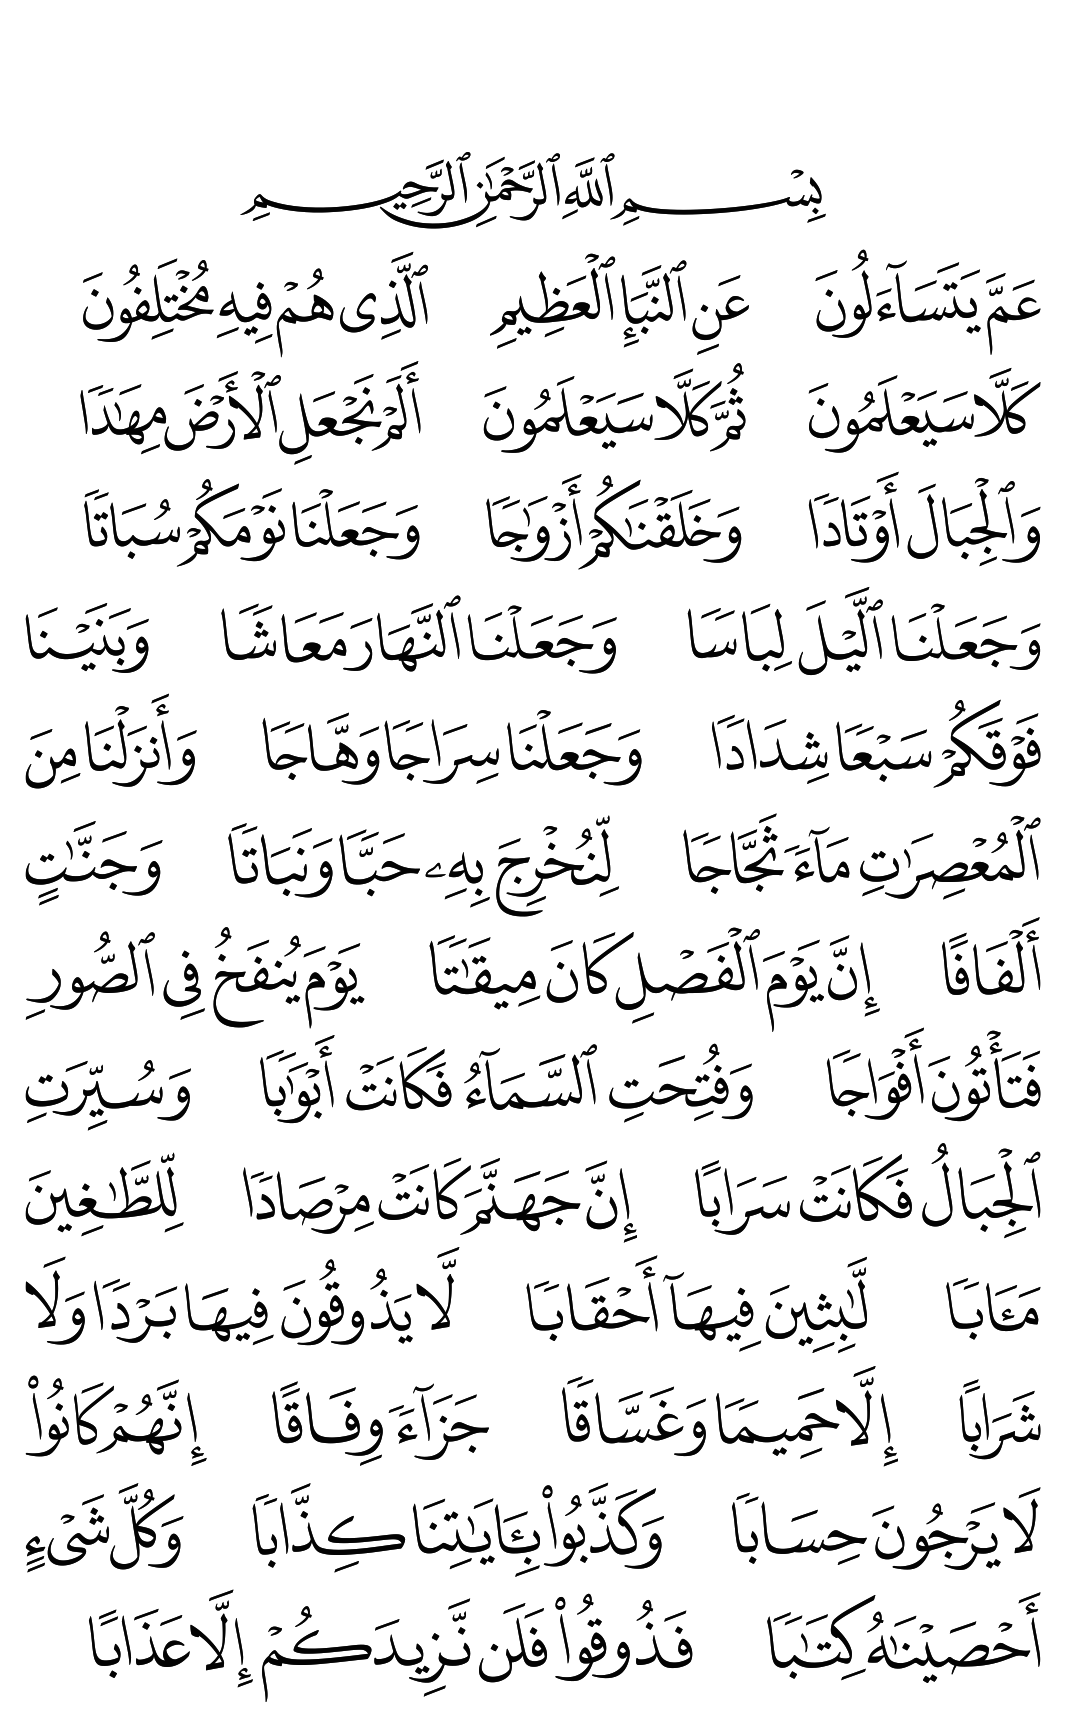 بِسْمِ ٱللَّهِ ٱلرَّحْمَٰنِ ٱلرَّحِيمِ
عَمَّ يَتَسَآءَلُونَ عَنِ ٱلنَّبَإِ ٱلْعَظِيمِ ٱلَّذِى هُمْ فِيهِ مُخْتَلِفُونَ
كَلَّا سَيَعْلَمُونَ ثُمَّ كَلَّا سَيَعْلَمُونَ أَلَمْ نَجْعَلِ ٱلْأَرْضَ مِهَٰدًا
وَٱلْجِبَالَ أَوْتَادًا وَخَلَقْنَٰكُمْ أَزْوَٰجًا وَجَعَلْنَا نَوْمَكُمْ سُبَاتًا
وَجَعَلْنَا ٱلَّيْلَ لِبَاسًا وَجَعَلْنَا ٱلنَّهَارَ مَعَاشًا وَبَنَيْنَا
فَوْقَكُمْ سَبْعًا شِدَادًا وَجَعَلْنَا سِرَاجًا وَهَّاجًا وَأَنزَلْنَا مِنَ
ٱلْمُعْصِرَٰتِ مَآءً ثَجَّاجًا لِّنُخْرِجَ بِهِۦ حَبًّا وَنَبَاتًا وَجَنَّٰتٍ
أَلْفَافًا إِنَّ يَوْمَ ٱلْفَصْلِ كَانَ مِيقَٰتًا يَوْمَ يُنفَخُ فِى ٱلصُّورِ
فَتَأْتُونَ أَفْوَاجًا وَفُتِحَتِ ٱلسَّمَآءُ فَكَانَتْ أَبْوَٰبًا وَسُيِّرَتِ
ٱلْجِبَالُ فَكَانَتْ سَرَابًا إِنَّ جَهَنَّمَ كَانَتْ مِرْصَادًا لِّلطَّٰغِينَ
مَـَٔابًا لَّٰبِثِينَ فِيهَآ أَحْقَابًا لَّا يَذُوقُونَ فِيهَا بَرْدًا وَلَا
شَرَابًا إِلَّا حَمِيمًا وَغَسَّاقًا جَزَآءً وِفَاقًا إِنَّهُمْ كَانُوا۟
لَا يَرْجُونَ حِسَابًا وَكَذَّبُوا۟ بِـَٔايَٰتِنَا كِذَّابًا وَكُلَّ شَىْءٍ
أَحْصَيْنَٰهُ كِتَٰبًا فَذُوقُوا۟ فَلَن نَّزِيدَكُمْ إِلَّا عَذَابًا